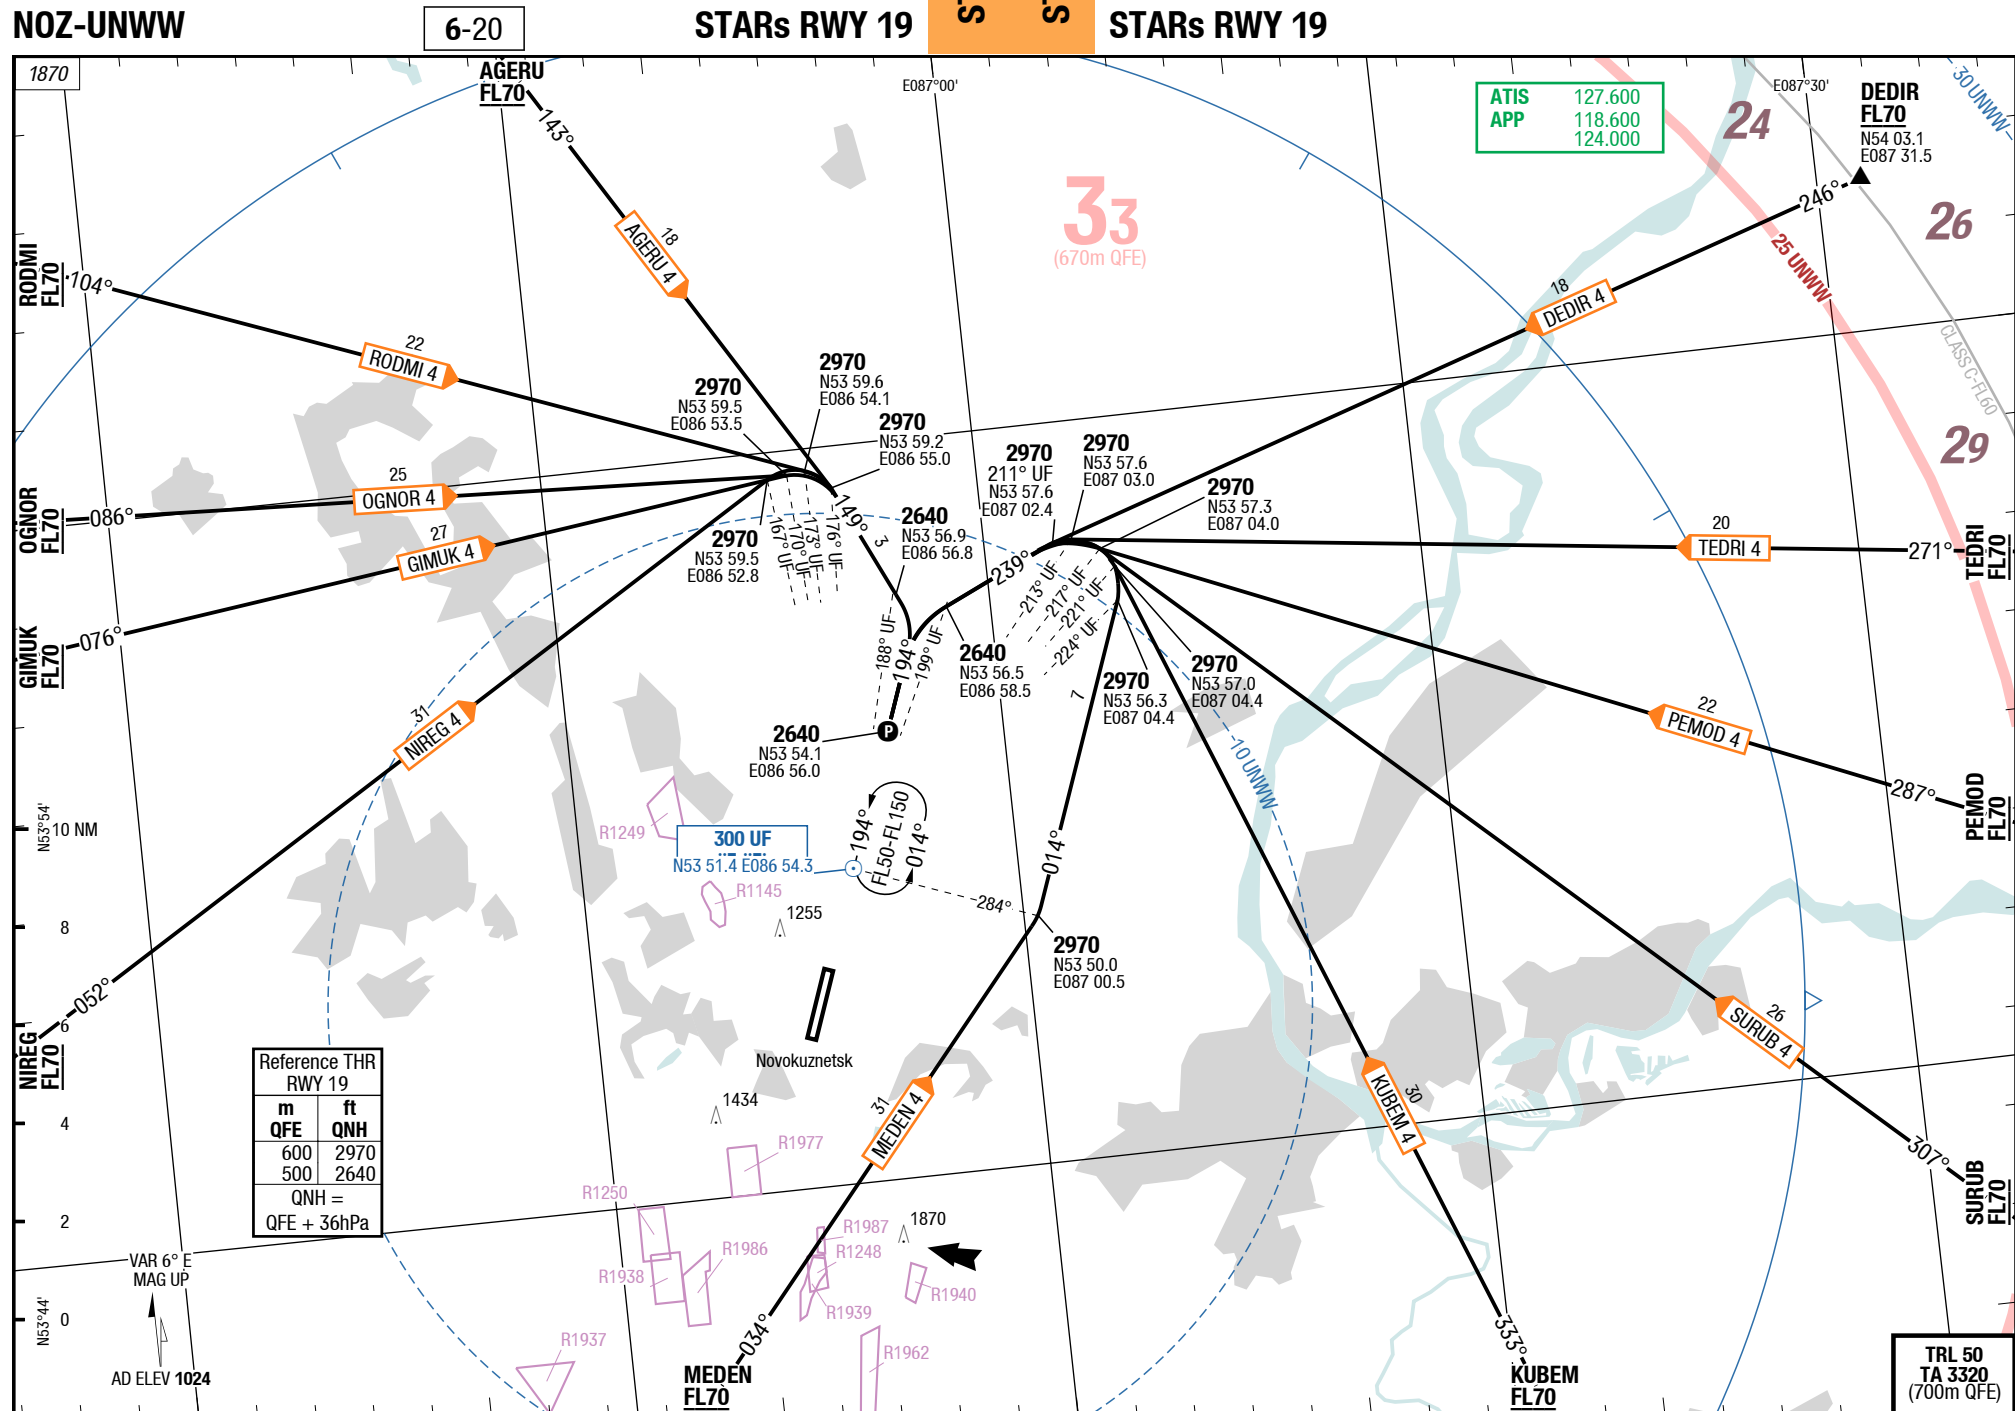 NOZ-UNWW
6-20
STARs RWY 19
STARs RWY 19
1870
AGERU
FL70
143°
18
AGERU 4
E087°00'
ATIS 127.600
APP 118.600
124.000
E087°30'
30 UNWW
DEDIR
FL70
N54 03.1
E087 31.5
246°
18
DEDIR 4
24
26
29
25 UNWW
CLASS C-FL60
33
(670m QFE)
RODMI
FL70
104°
22
RODMI 4
OGNOR
FL70
086°
25
OGNOR 4
GIMUK
FL70
076°
27
GIMUK 4
NIREG
FL70
052°
31
NIREG 4
2970
N53 59.5
E086 53.5
2970
N53 59.6
E086 54.1
2970
N53 59.2
E086 55.0
2970
N53 59.5
E086 52.8
167° UF
170° UF
173° UF
176° UF
149°
3
2640
N53 56.9
E086 56.8
2970
211° UF
N53 57.6
E087 02.4
2970
N53 57.6
E087 03.0
2970
N53 57.3
E087 04.0
239°
213° UF
217° UF
221° UF
224° UF
188° UF
194°
199° UF
2640
N53 56.5
E086 58.5
2970
N53 56.3
E087 04.4
2970
N53 57.0
E087 04.4
7
2640
N53 54.1
E086 56.0
P
20
TEDRI 4
271°
TEDRI
FL70
22
PEMOD 4
287°
PEMOD
FL70
10 UNWW
194°
FL50-FL150
014°
300 UF
N53 51.4 E086 54.3
284°
014°
2970
N53 50.0
E087 00.5
R1249
R1145
1255
Novokuznetsk
1434
R1977
R1250
R1986
R1938
R1987
R1248
R1939
1870
R1940
R1937
R1962
31
MEDEN 4
034°
MEDEN
FL70
30
KUBEM 4
333°
KUBEM
FL70
26
SURUB 4
307°
SURUB
FL70
N53°54'
10 NM
8
6
4
2
0
N53°44'
Reference THR
RWY 19
m ft
QFE QNH
600 2970
500 2640
QNH =
QFE + 36hPa
VAR 6° E
MAG UP
AD ELEV 1024
TRL 50
TA 3320
(700m QFE)